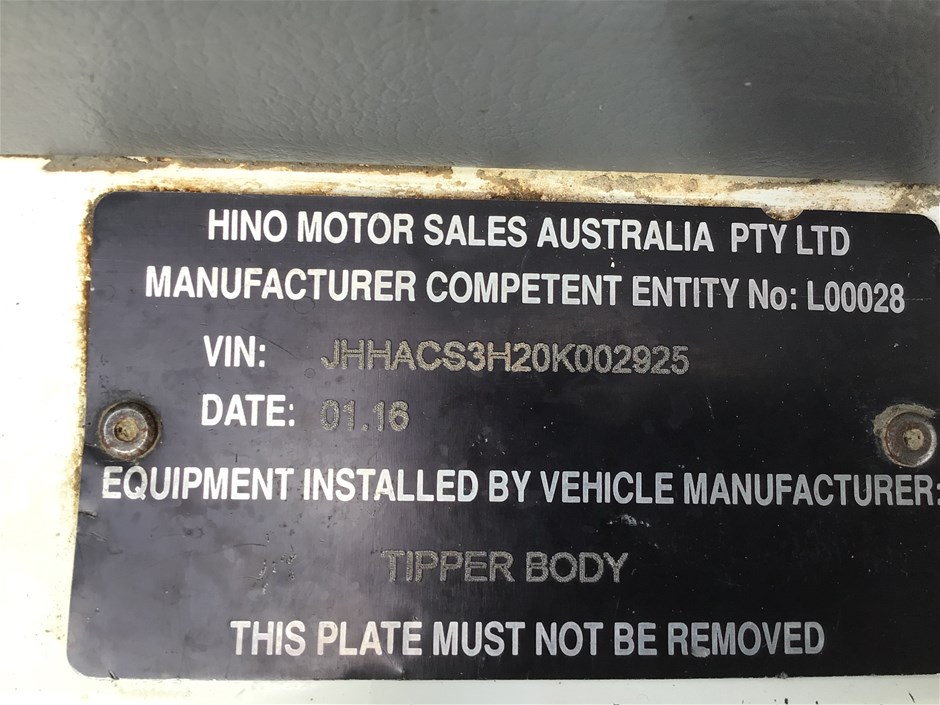 HINO MOTOR SALES AUSTRALIA PTY LTD
MANUFACTURER COMPETENT ENTITY No: L00028
VIN: JHHACS3H20K002925
DATE: 01.16
EQUIPMENT INSTALLED BY VEHICLE MANUFACTURER:
TIPPER BODY
THIS PLATE MUST NOT BE REMOVED